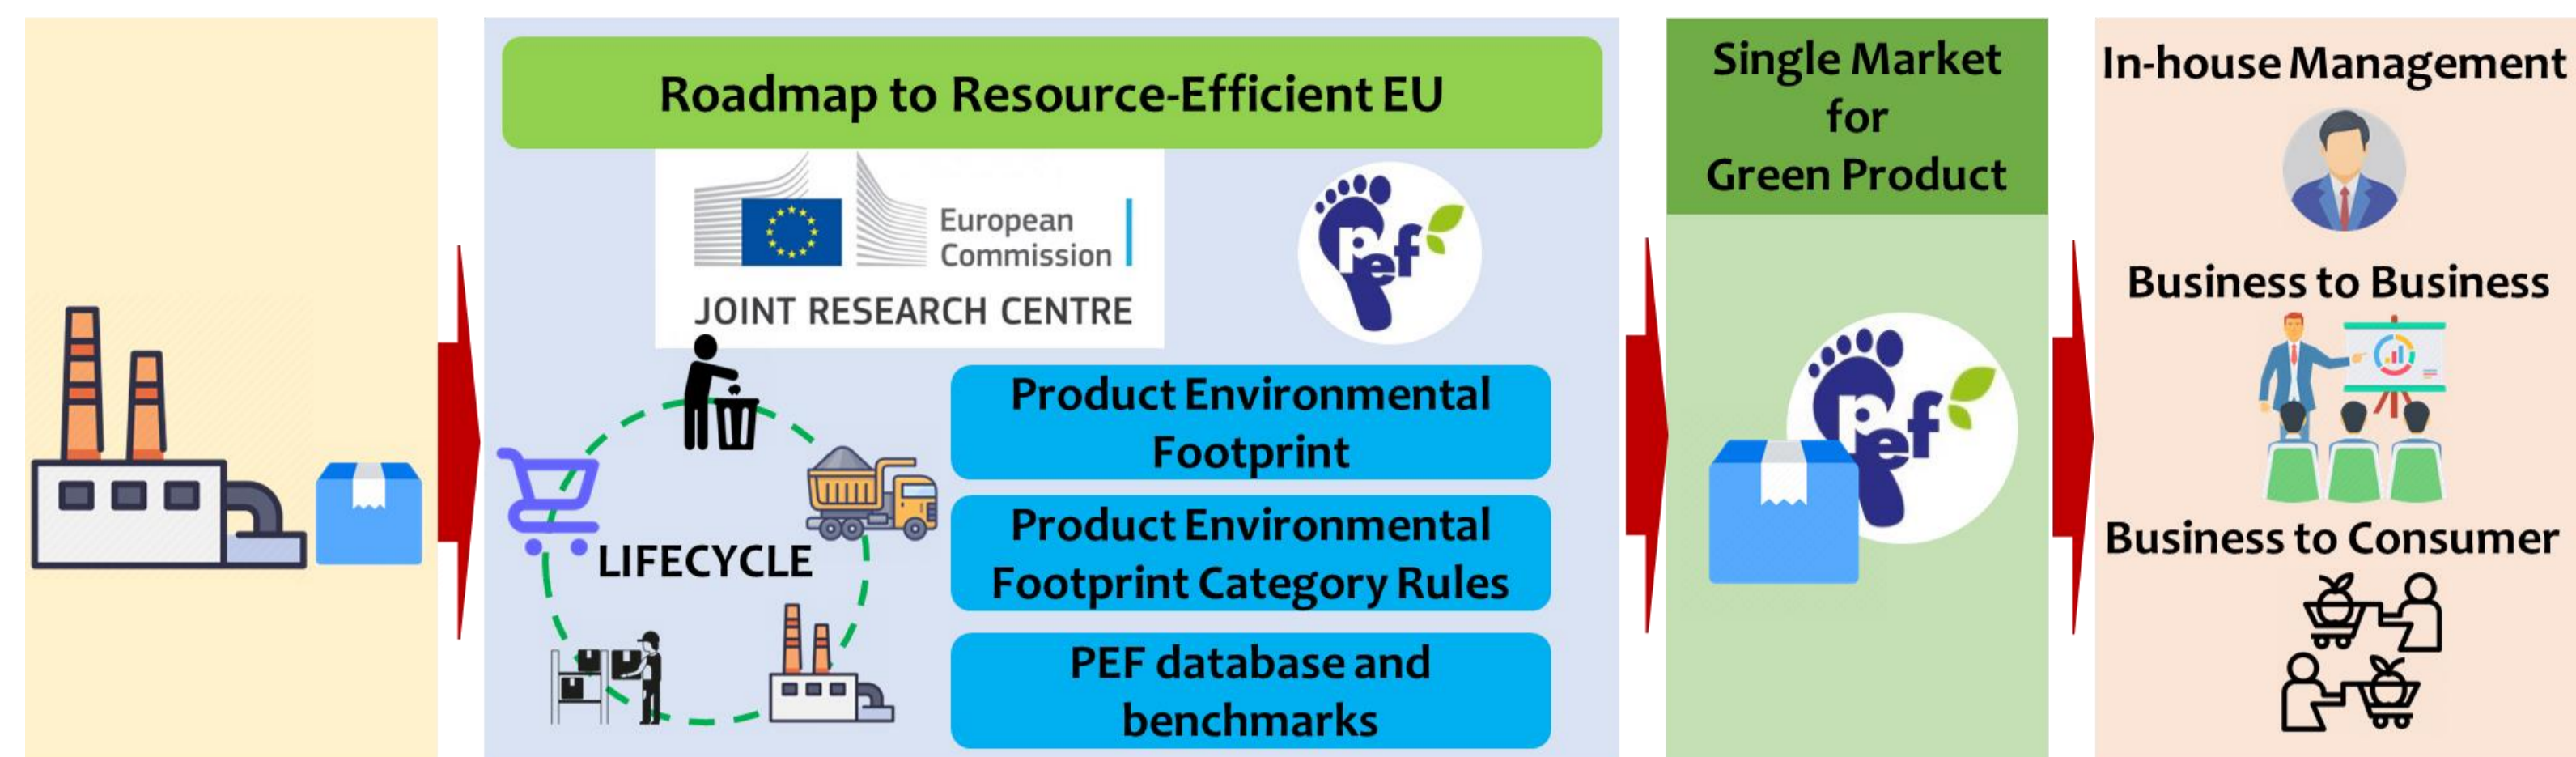 Roadmap to Resource-Efficient EU
European
Commission
JOINT RESEARCH CENTRE
pef
LIFECYCLE
Product Environmental
Footprint
Product Environmental
Footprint Category Rules
PEF database and
benchmarks
Single Market
for
Green Product
pef
In-house Management
Business to Business
Business to Consumer